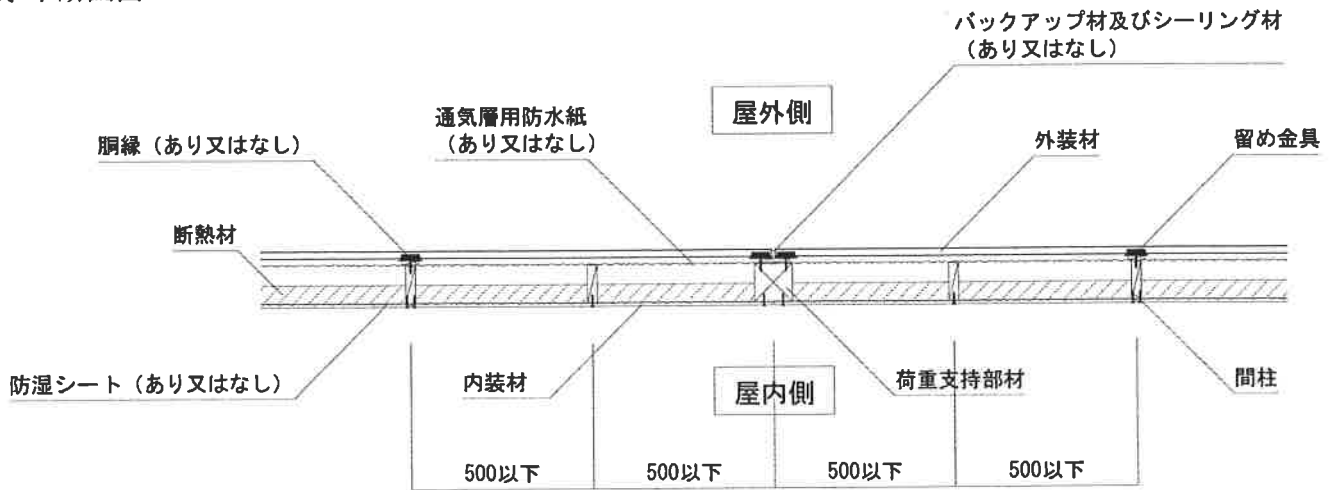 バックアップ材及びシーリング材
（あり又はなし）
屋外側
通気層用防水紙
（あり又はなし）
胴縁（あり又はなし）
外装材
留め金具
断熱材
防湿シート（あり又はなし）
内装材
屋内側
荷重支持部材
間柱
500以下
500以下
500以下
500以下